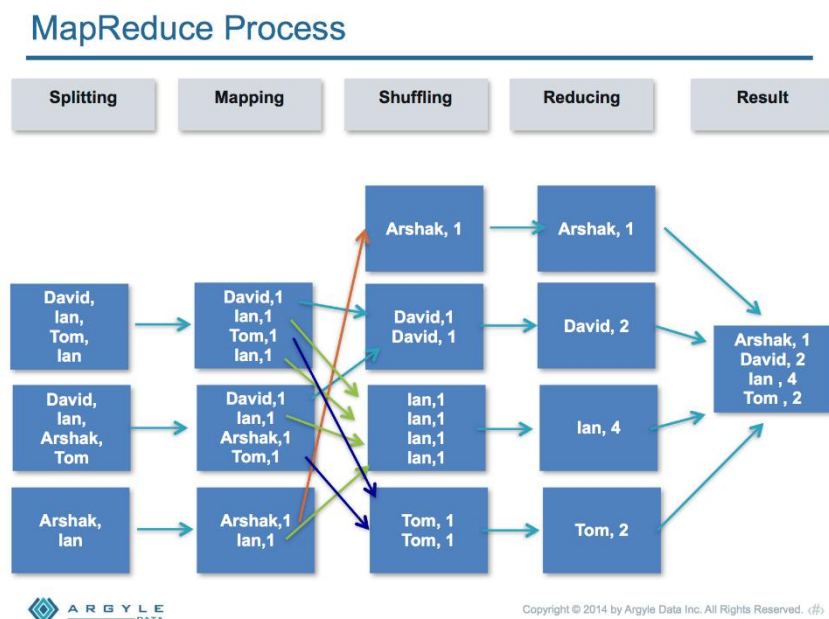 MapReduce Process
Splitting
Mapping
Shuffling
Reducing
Result
Arshak, 1
Arshak, 1
David,
Ian,
Tom,
Ian
David,1
Ian,1
Tom,1
Ian,1
David,1
David, 1
David, 2
Arshak, 1
David, 2
Ian , 4
Tom , 2
David,
Ian,
Arshak,
Tom
David,1
Ian,1
Arshak,1
Tom,1
Ian,1
Ian,1
Ian,1
Ian,1
Ian, 4
Arshak,
Ian
Arshak,1
Ian,1
Tom, 1
Tom, 1
Tom, 2
ARGYLE
DATA
Copyright © 2014 by Argyle Data Inc. All Rights Reserved. ‹#›